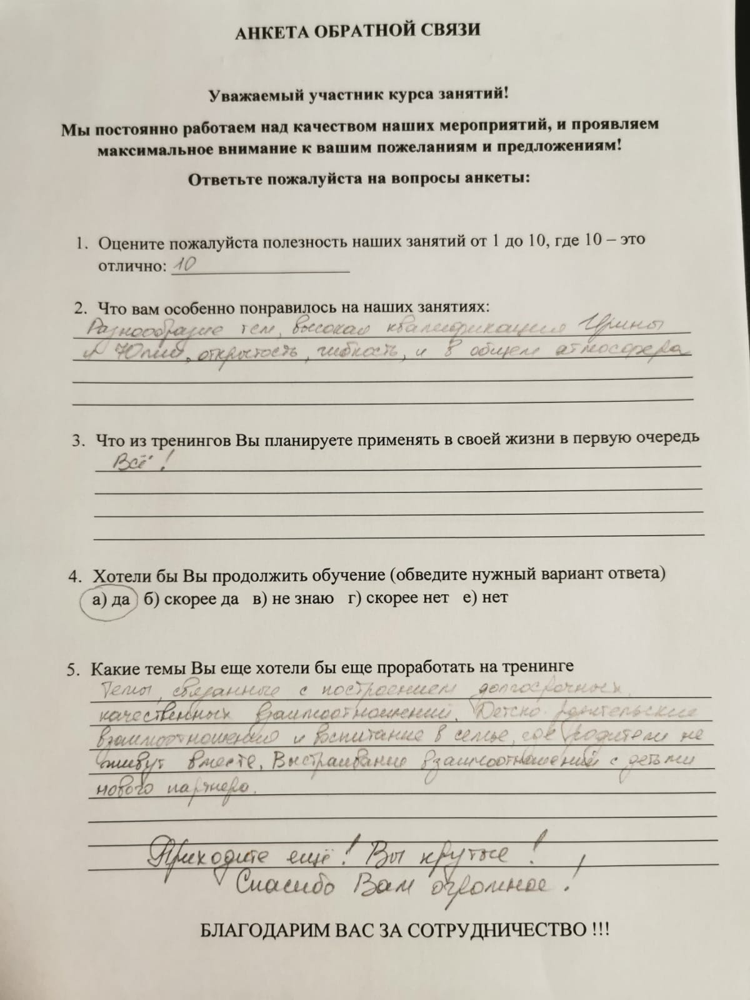 АНКЕТА ОБРАТНОЙ СВЯЗИ
Уважаемый участник курса занятий!
Мы постоянно работаем над качеством наших мероприятий, и проявляем
максимальное внимание к вашим пожеланиям и предложениям!
Ответьте пожалуйста на вопросы анкеты:
1. Оцените пожалуйста полезность наших занятий от 1 до 10, где 10 – это
отлично: 10
2. Что вам особенно понравилось на наших занятиях:
Разнообразие тем, высокая квалификация Ирины
и Юлии, открытость, гибкость, и в общем атмосфера
3. Что из тренингов Вы планируете применять в своей жизни в первую очередь
Всё!
4. Хотели бы Вы продолжить обучение (обведите нужный вариант ответа)
а) да б) скорее да в) не знаю г) скорее нет е) нет
5. Какие темы Вы еще хотели бы еще проработать на тренинге
Темы, связанные с построением долгосрочных,
качественных взаимоотношений. Детско-родительские
взаимоотношения и воспитание в семье, где родители не
живут вместе. Выстраивание взаимоотношений с детьми
нового партнера.
Приходите ещё! Вы крутые!
Спасибо Вам огромное!
БЛАГОДАРИМ ВАС ЗА СОТРУДНИЧЕСТВО !!!